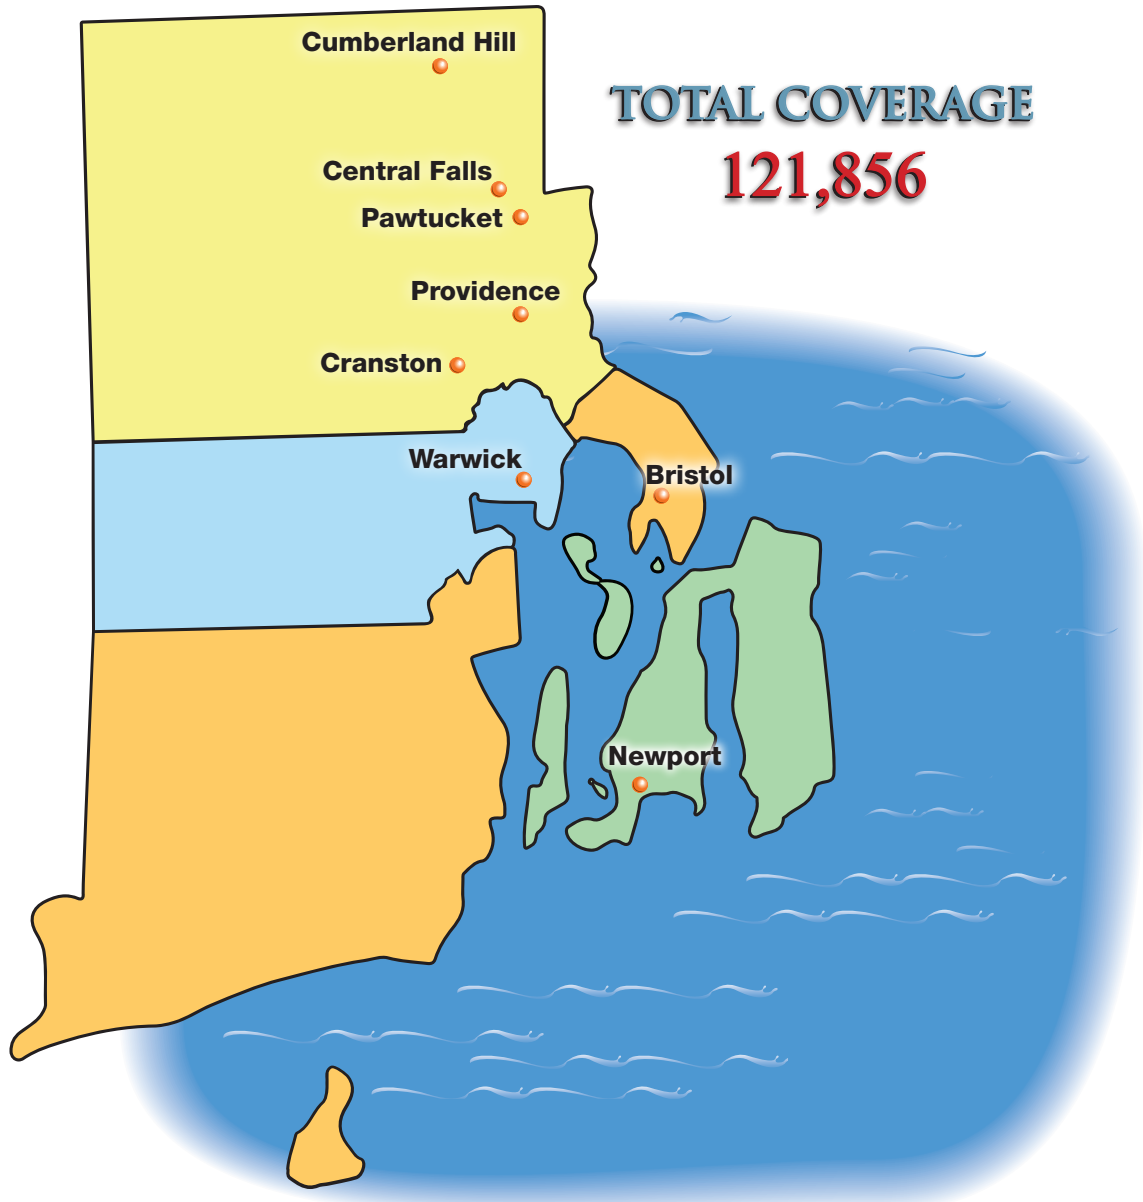 Cumberland Hill
TOTAL COVERAGE
121,856
Central Falls
Pawtucket
Providence
Cranston
Warwick
Bristol
Newport